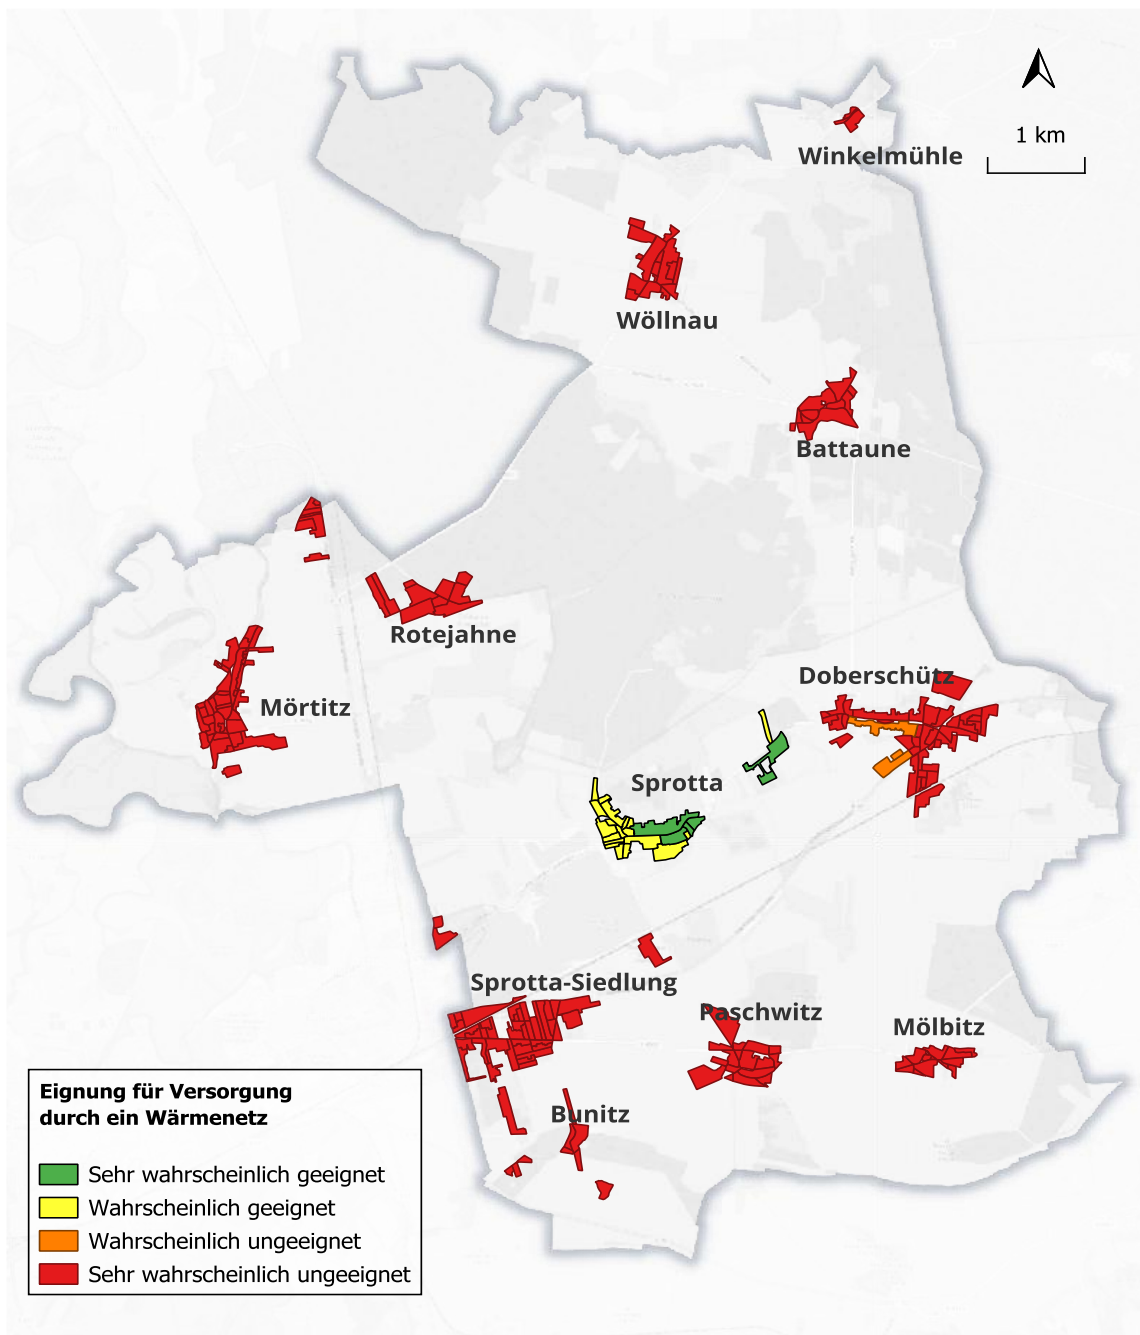 Winkelmühle
1 km
Wöllnau
Battaune
Rotejahne
Mörtitz
Doberschütz
Sprotta
Sprotta-Siedlung
Paschwitz
Mölbitz
Bunitz
Eignung für Versorgung
durch ein Wärmenetz
Sehr wahrscheinlich geeignet
Wahrscheinlich geeignet
Wahrscheinlich ungeeignet
Sehr wahrscheinlich ungeeignet